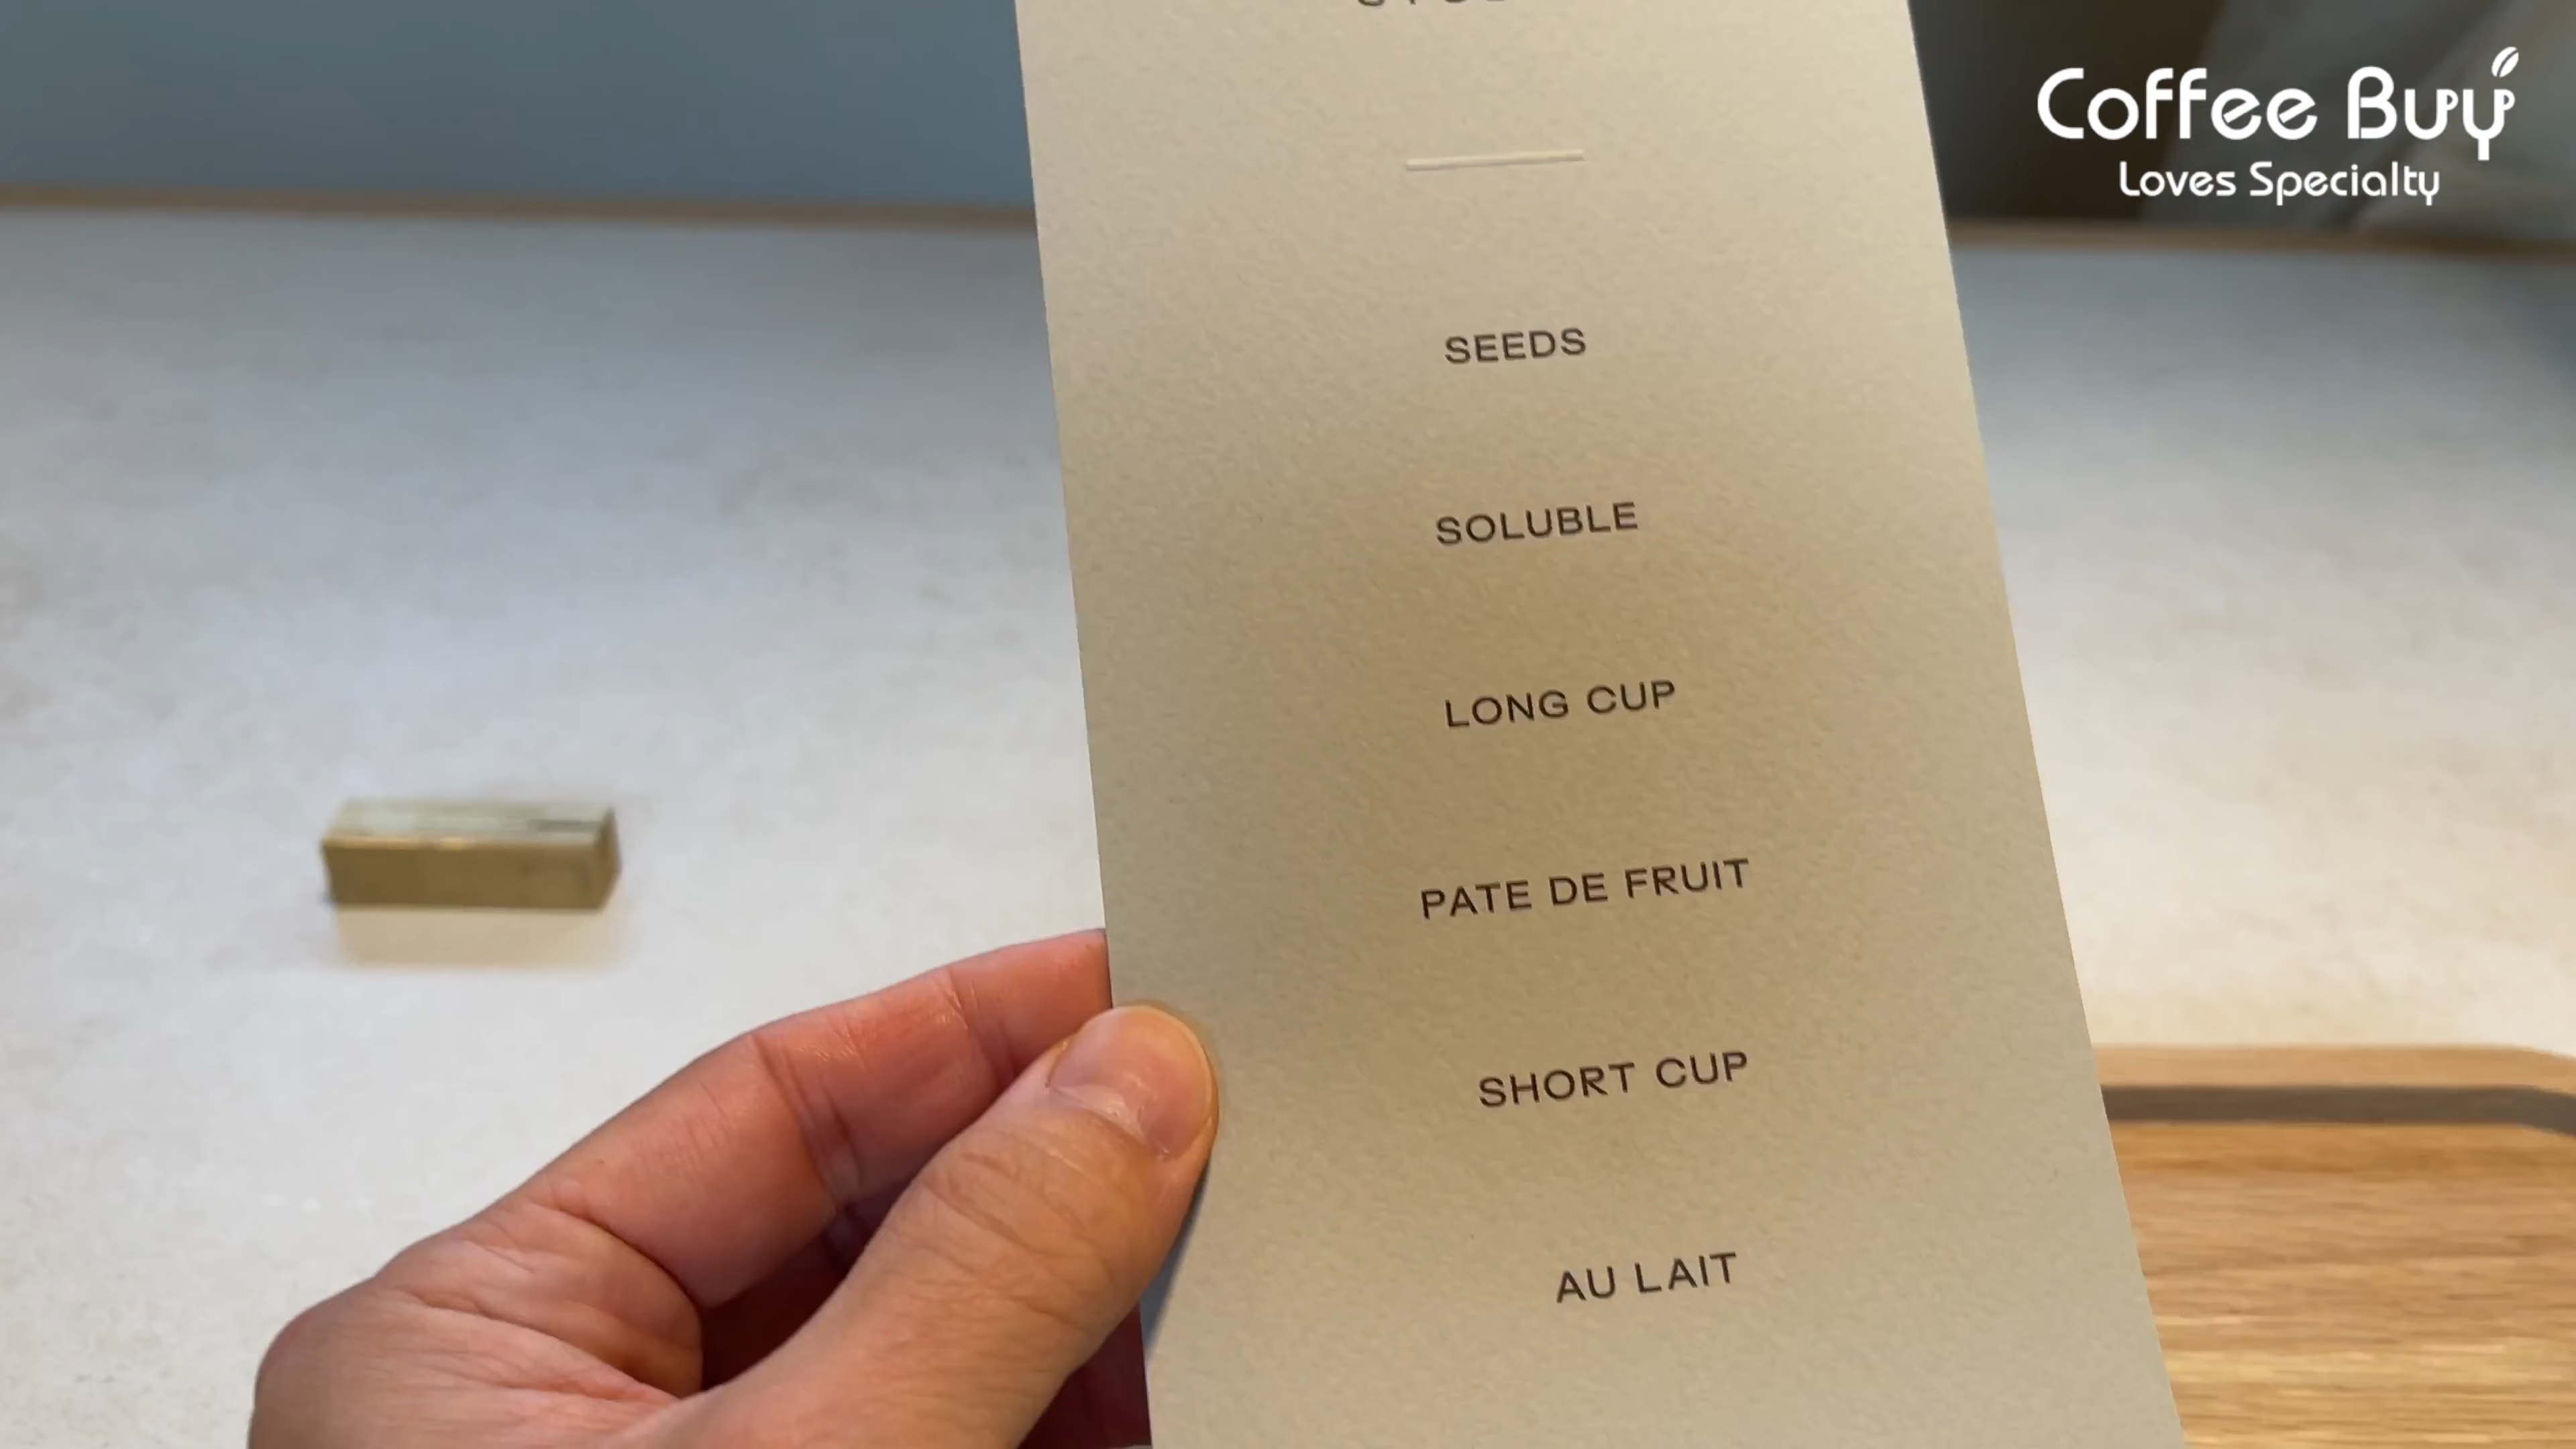 Coffee Buy
Loves Specialty
SEEDS
SOLUBLE
LONG CUP
PATE DE FRUIT
SHORT CUP
AU LAIT